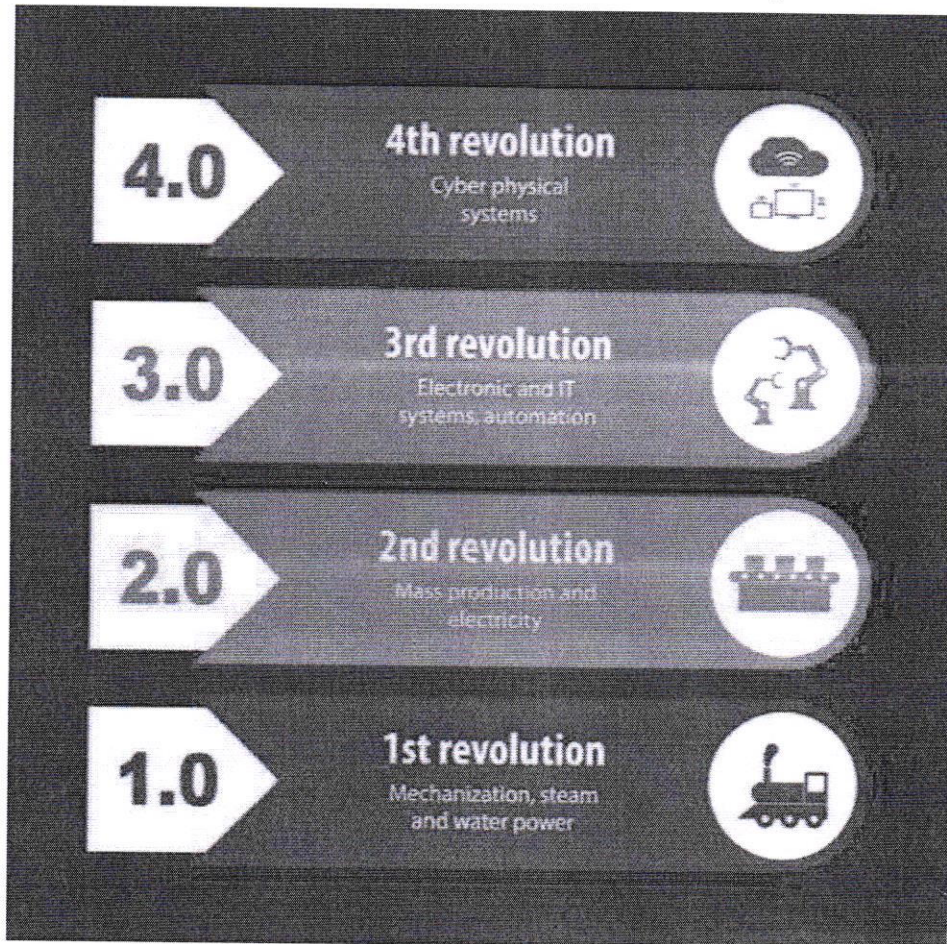 4.0
4th revolution
Cyber physical
systems
3.0
3rd revolution
Electronic and IT
systems, automation
2.0
2nd revolution
Mass production and
electricity
1.0
1st revolution
Mechanization, steam
and water power